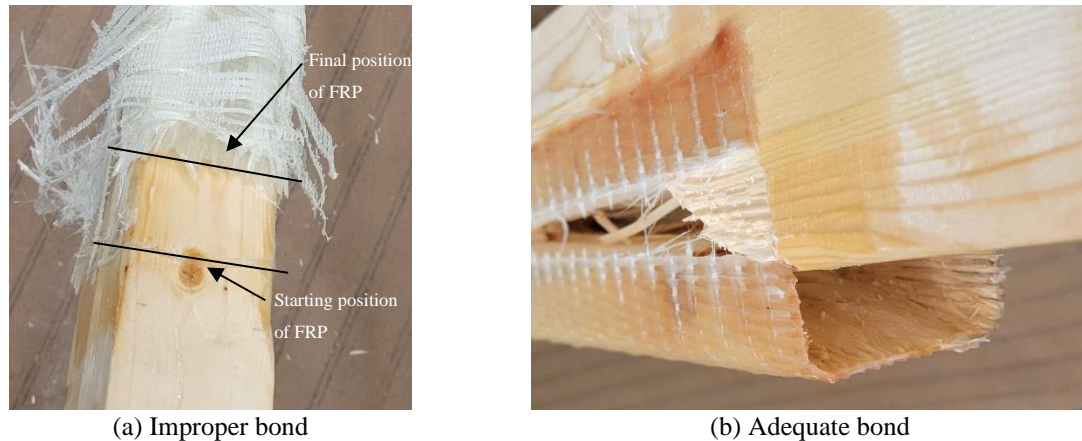 Final position
of FRP
Starting position
of FRP
(a) Improper bond
(b) Adequate bond